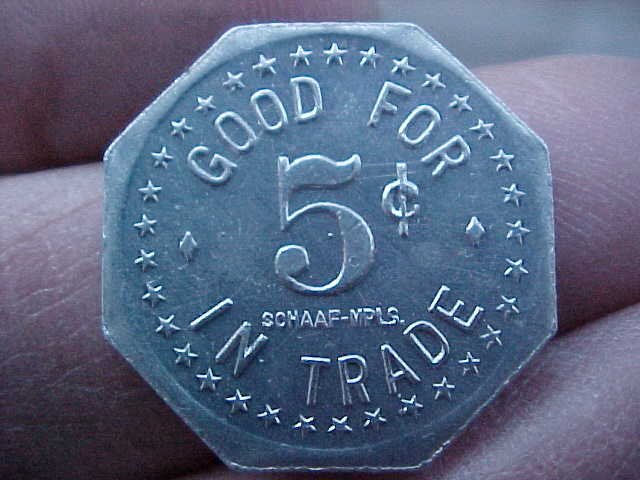 GOOD FOR
5¢
SCHAAF-MPLS.
IN TRADE